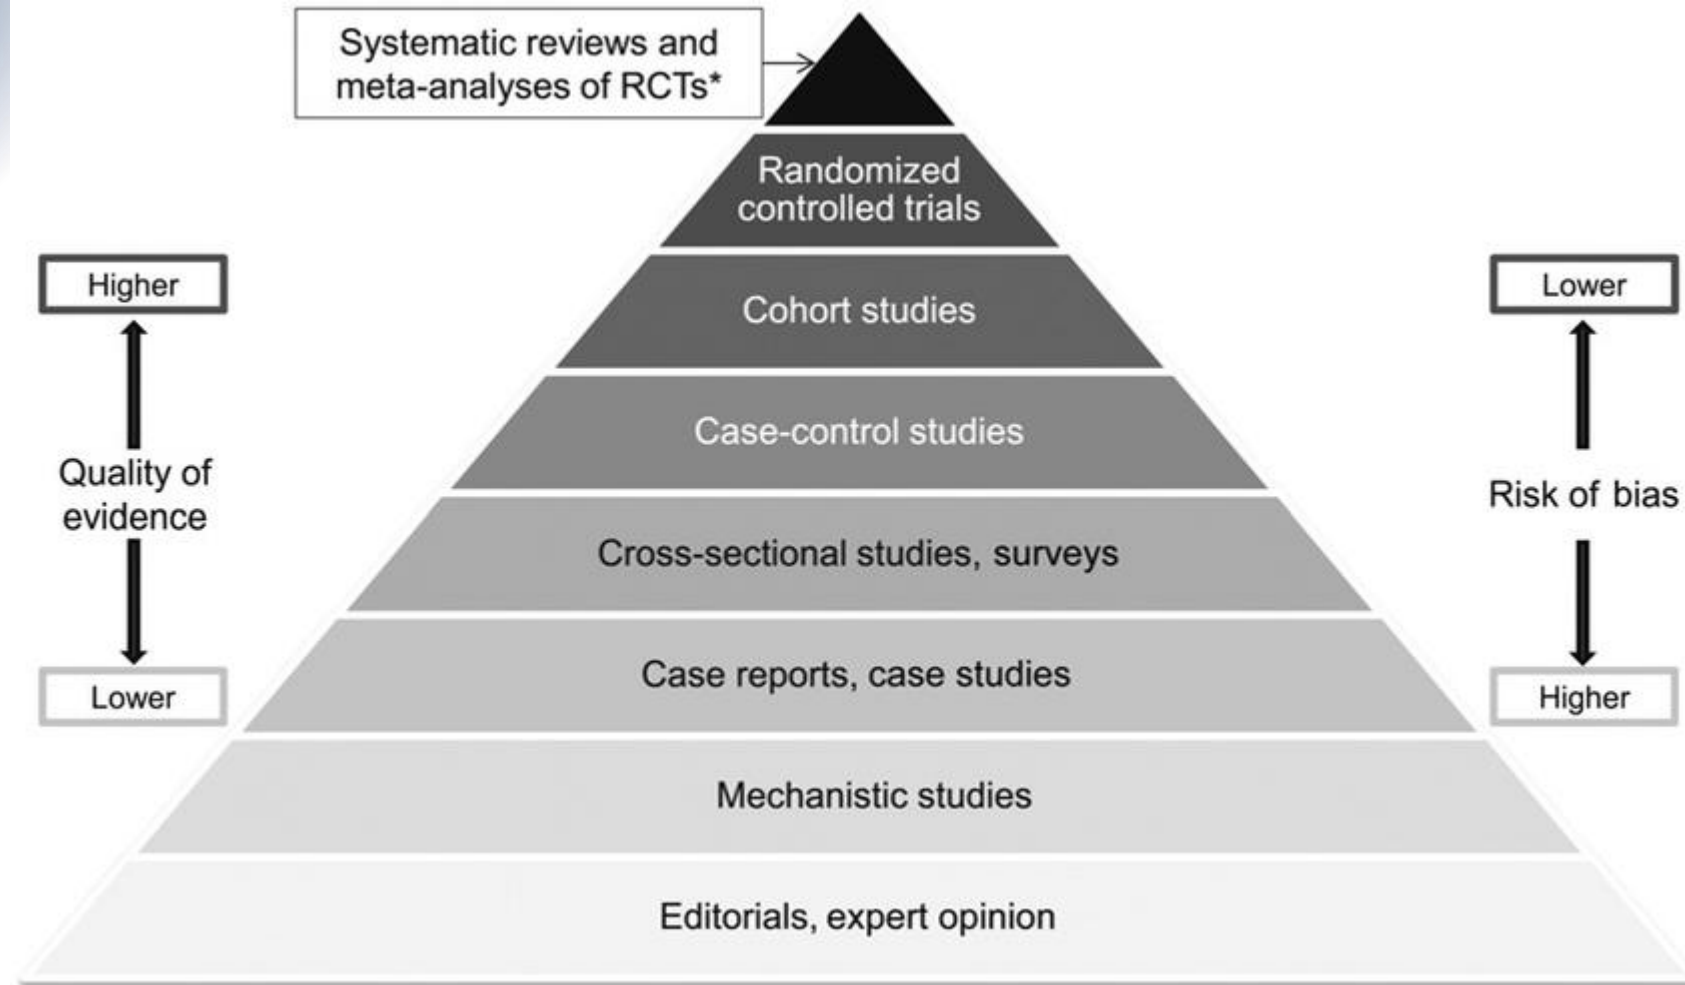 Systematic reviews and
meta-analyses of RCTs*
Randomized
controlled trials
Higher
Lower
Cohort studies
Case-control studies
Quality of
evidence
Risk of bias
Cross-sectional studies, surveys
Case reports, case studies
Lower
Higher
Mechanistic studies
Editorials, expert opinion